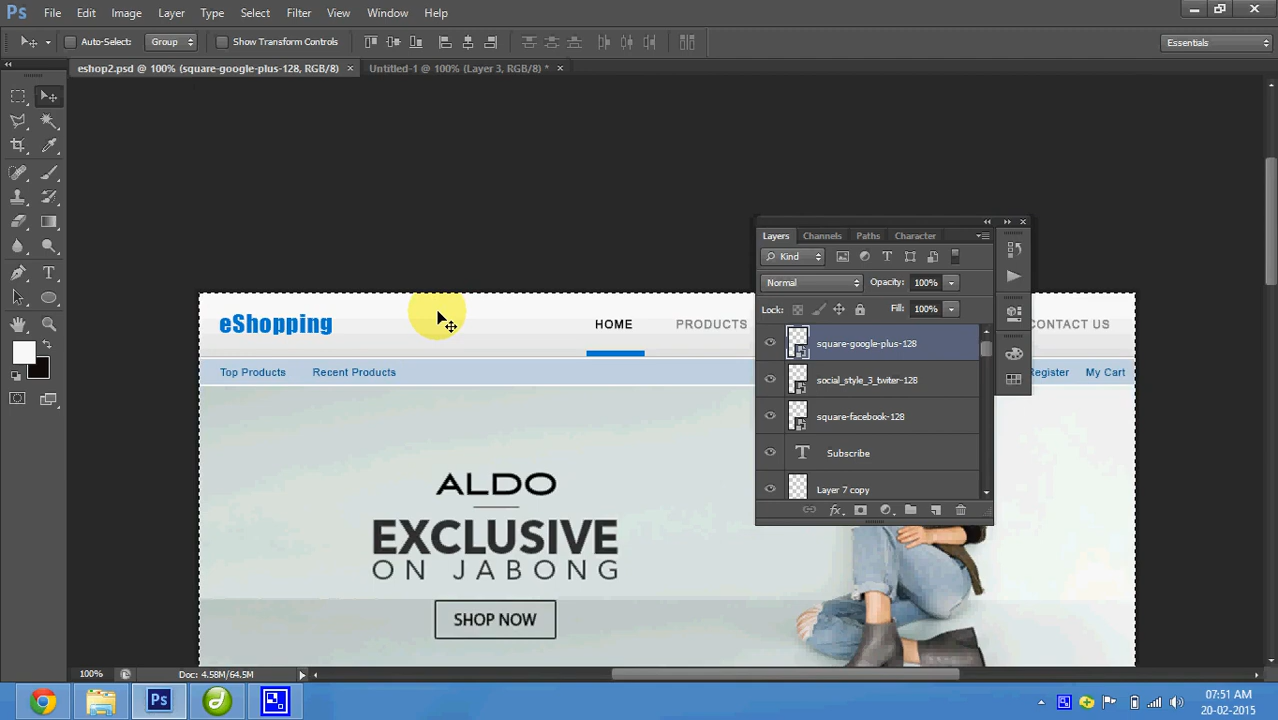 Ps File Edit Image Layer Type Select Filter View Window Help
Auto-Select: Group Show Transform Controls Essentials
eshop2.psd @ 100% (square-google-plus-128, RGB/8) × Untitled-1 @ 100% (Layer 3, RGB/8) * ×
Layers Channels Paths Character
Kind
Normal Opacity: 100%
Lock: Fill: 100%
square-google-plus-128
social_style_3_twiter-128
square-facebook-128
T Subscribe
Layer 7 copy
fx
eShopping HOME PRODUCTS CONTACT US
Top Products Recent Products Register My Cart
ALDO
EXCLUSIVE
ON JABONG
SHOP NOW
100% Doc: 4.58M/64.5M
Ps 07:51 AM
20-02-2015